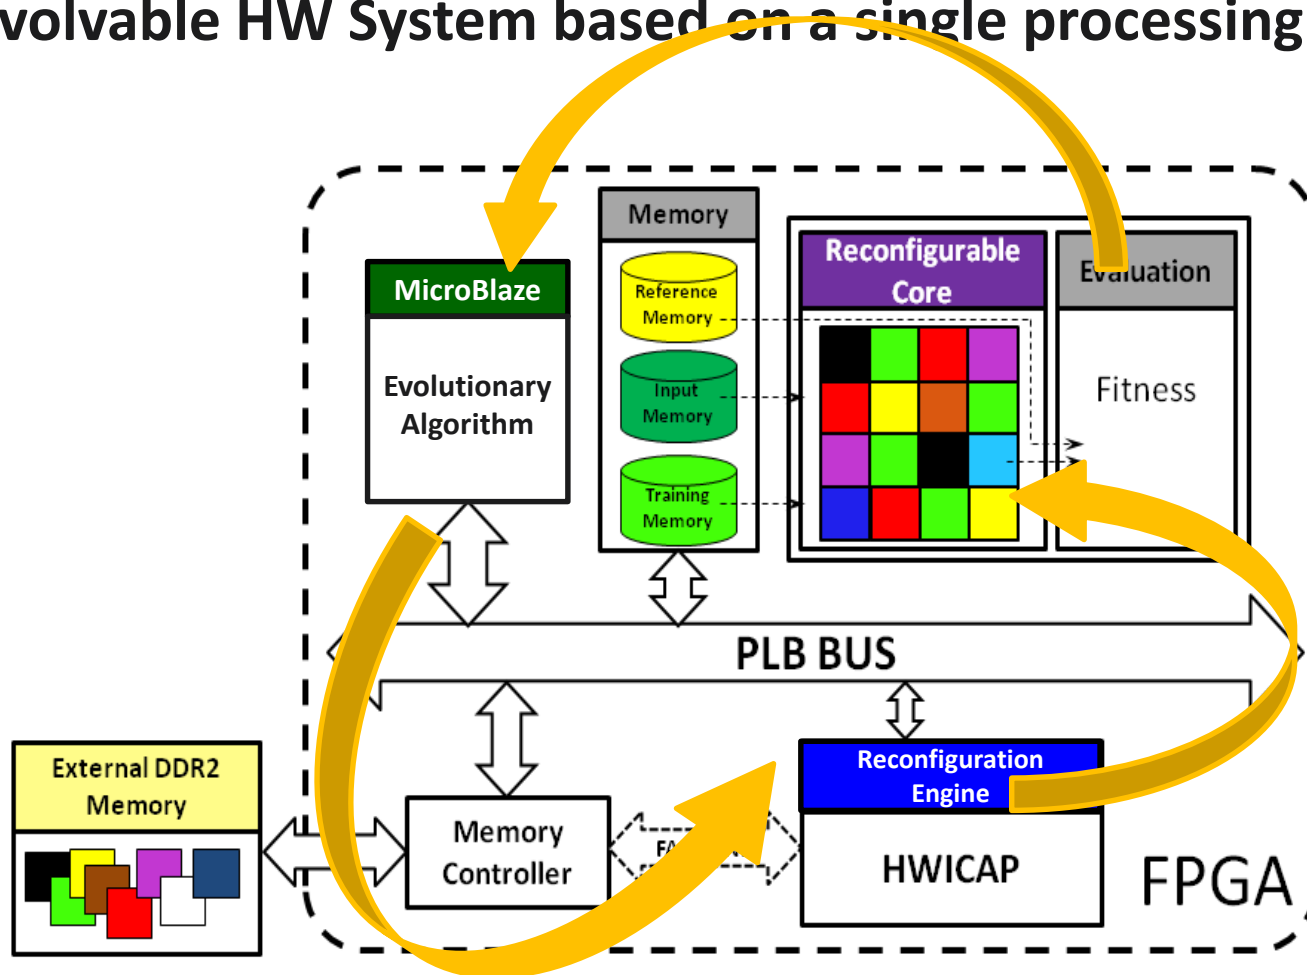 volvable HW System based on a single processing
Memory
Reconfigurable
Core
Evaluation
MicroBlaze
Reference
Memory
Evolutionary
Algorithm
Input
Memory
Fitness
Training
Memory
PLB BUS
External DDR2
Memory
Reconfiguration
Engine
Memory
Controller
HWICAP
FPGA